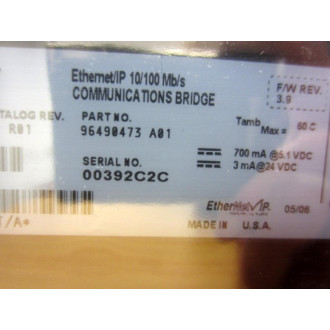 Ethernet/IP 10/100 Mb/s
COMMUNICATIONS BRIDGE
F/W REV.
3.9
CATALOG REV.
R01
PART NO.
96490473 A01
Tamb Max = 60 C
SERIAL NO.
00392C2C
700 mA @5.1 VDC
3 mA @24 VDC
EtherNet/IP
05/06
MADE IN U.S.A.
/A*